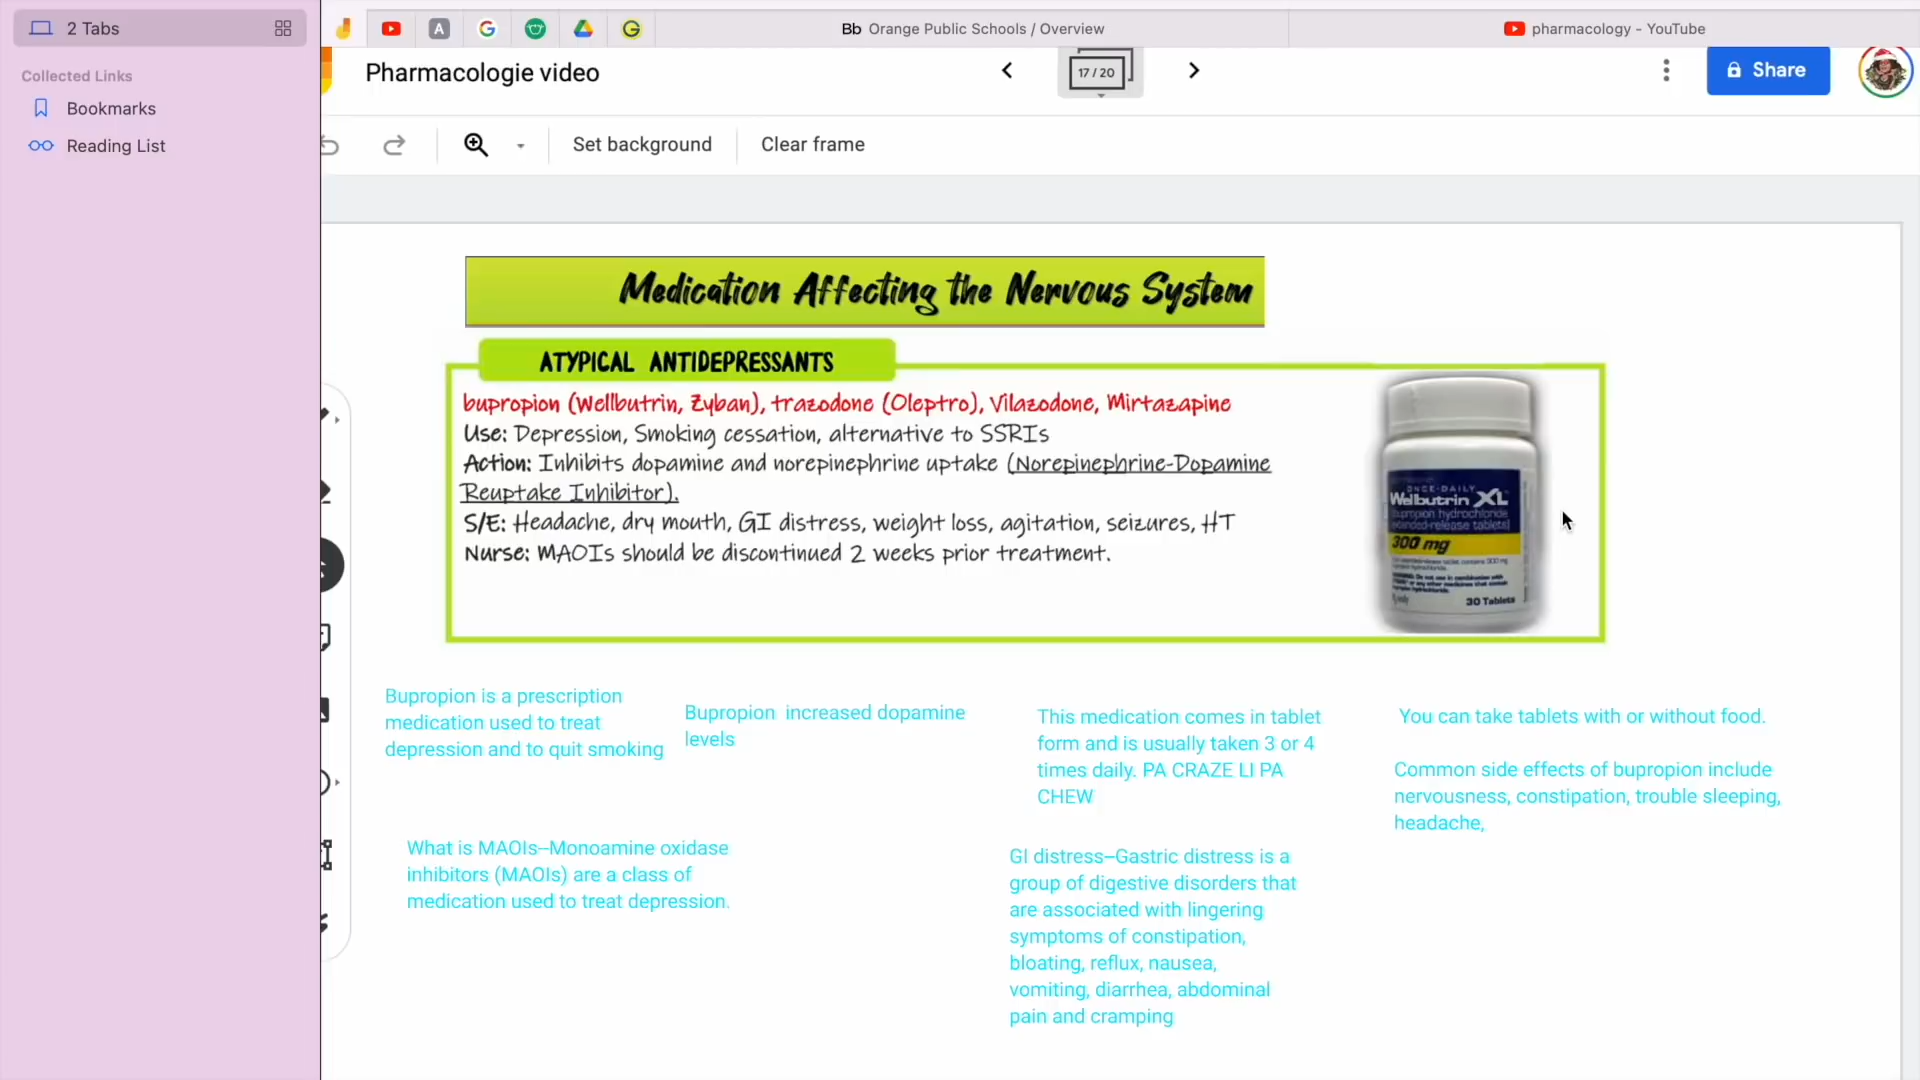 2 Tabs
Collected Links
Bookmarks
Reading List
Bb Orange Public Schools / Overview
pharmacology - YouTube
Pharmacologie video
17 / 20
Share
Set background
Clear frame
Medication Affecting the Nervous System
ATYPICAL ANTIDEPRESSANTS
bupropion (Wellbutrin, Zyban), trazodone (Oleptro), Vilazodone, Mirtazapine
Use: Depression, Smoking cessation, alternative to SSRIs
Action: Inhibits dopamine and norepinephrine uptake (Norepinephrine-Dopamine
Reuptake Inhibitor).
S/E: Headache, dry mouth, GI distress, weight loss, agitation, seizures, HT
Nurse: MAOIs should be discontinued 2 weeks prior treatment.
ONCE-DAILY
Wellbutrin XL
bupropion hydrochloride
extended-release tablets
300 mg
30 Tablets
Bupropion is a prescription
medication used to treat
depression and to quit smoking
Bupropion increased dopamine
levels
This medication comes in tablet
form and is usually taken 3 or 4
times daily. PA CRAZE LI PA
CHEW
You can take tablets with or without food.
Common side effects of bupropion include
nervousness, constipation, trouble sleeping,
headache,
What is MAOIs--Monoamine oxidase
inhibitors (MAOIs) are a class of
medication used to treat depression.
GI distress--Gastric distress is a
group of digestive disorders that
are associated with lingering
symptoms of constipation,
bloating, reflux, nausea,
vomiting, diarrhea, abdominal
pain and cramping